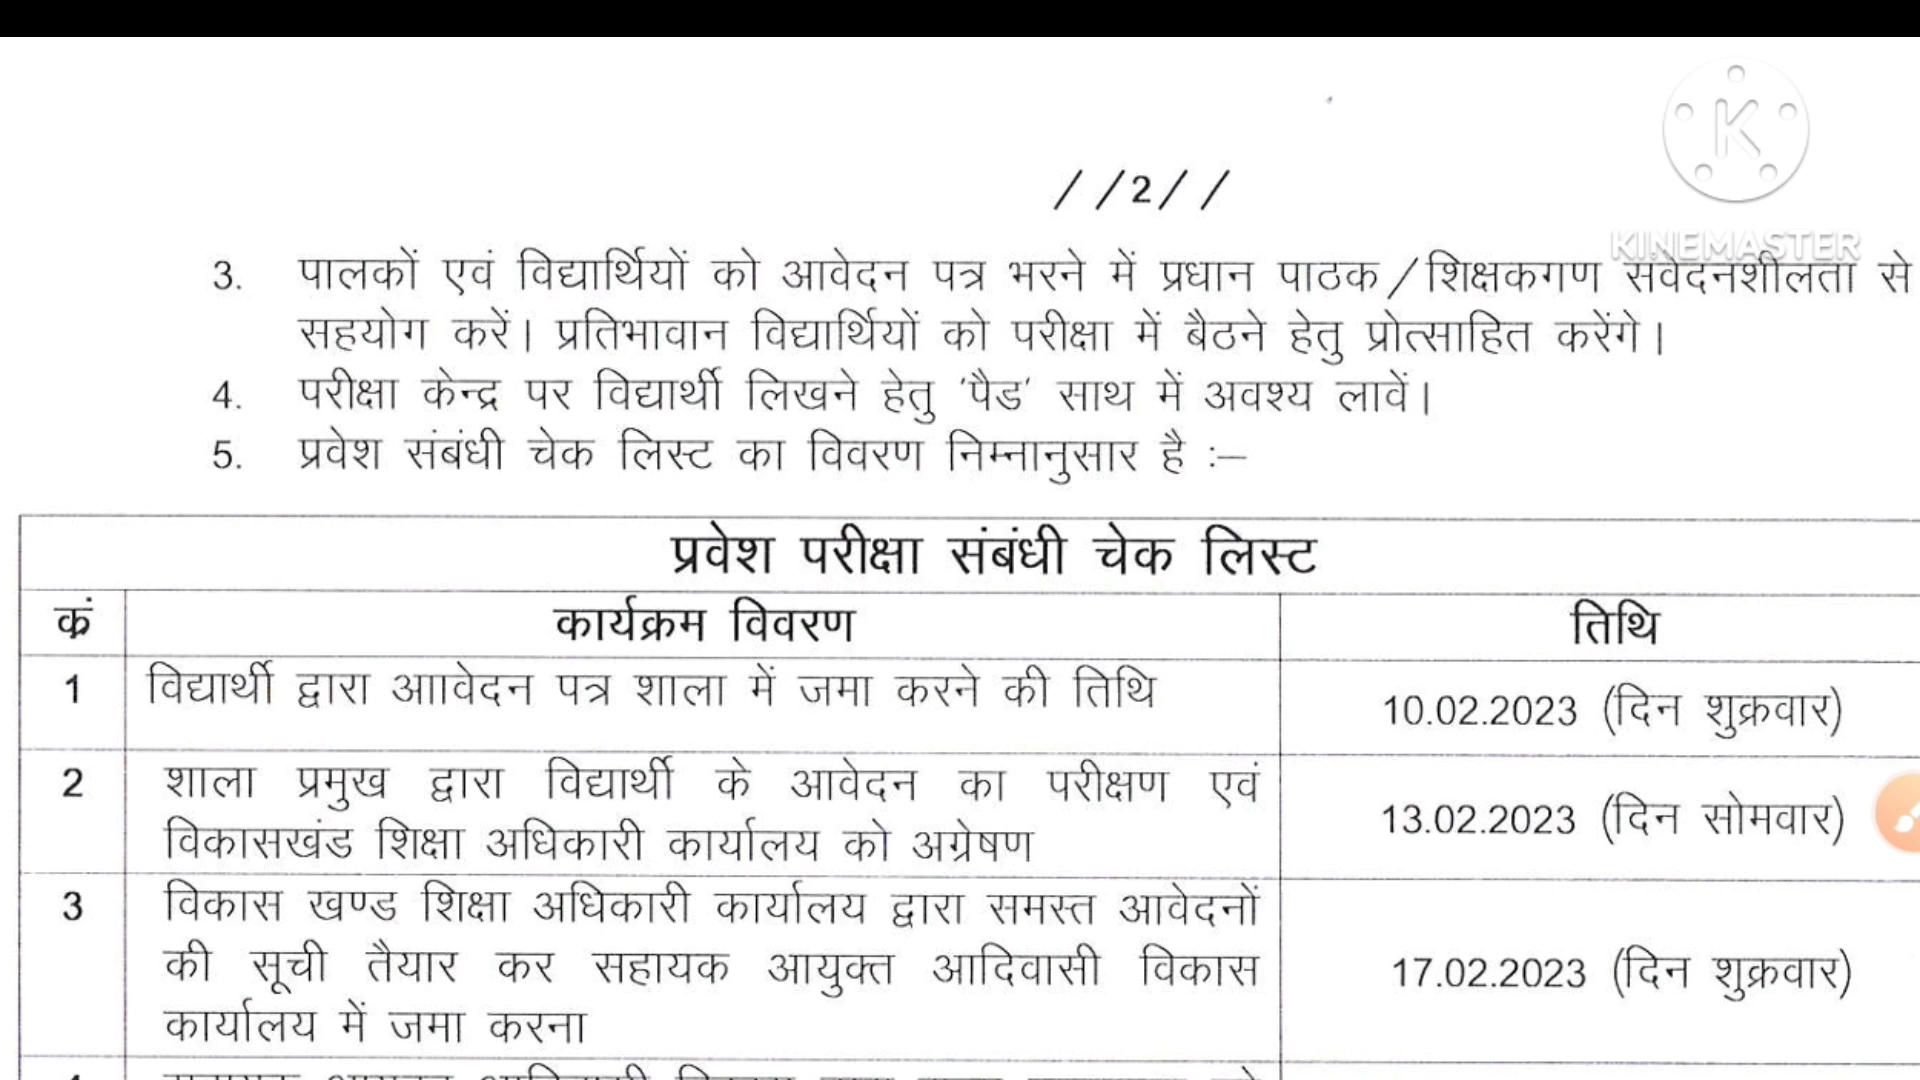 //2//
KINEMASTER
3. पालकों एवं विद्यार्थियों को आवेदन पत्र भरने में प्रधान पाठक/शिक्षकगण संवेदनशीलता से
सहयोग करें। प्रतिभावान विद्यार्थियों को परीक्षा में बैठने हेतु प्रोत्साहित करेंगे।
4. परीक्षा केन्द्र पर विद्यार्थी लिखने हेतु 'पैड' साथ में अवश्य लावें।
5. प्रवेश संबंधी चेक लिस्ट का विवरण निम्नानुसार है :–
प्रवेश परीक्षा संबंधी चेक लिस्ट
क्रं कार्यक्रम विवरण तिथि
1 विद्यार्थी द्वारा आावेदन पत्र शाला में जमा करने की तिथि 10.02.2023 (दिन शुक्रवार)
2 शाला प्रमुख द्वारा विद्यार्थी के आवेदन का परीक्षण एवं
विकासखंड शिक्षा अधिकारी कार्यालय को अग्रेषण 13.02.2023 (दिन सोमवार)
3 विकास खण्ड शिक्षा अधिकारी कार्यालय द्वारा समस्त आवेदनों
की सूची तैयार कर सहायक आयुक्त आदिवासी विकास 17.02.2023 (दिन शुक्रवार)
कार्यालय में जमा करना